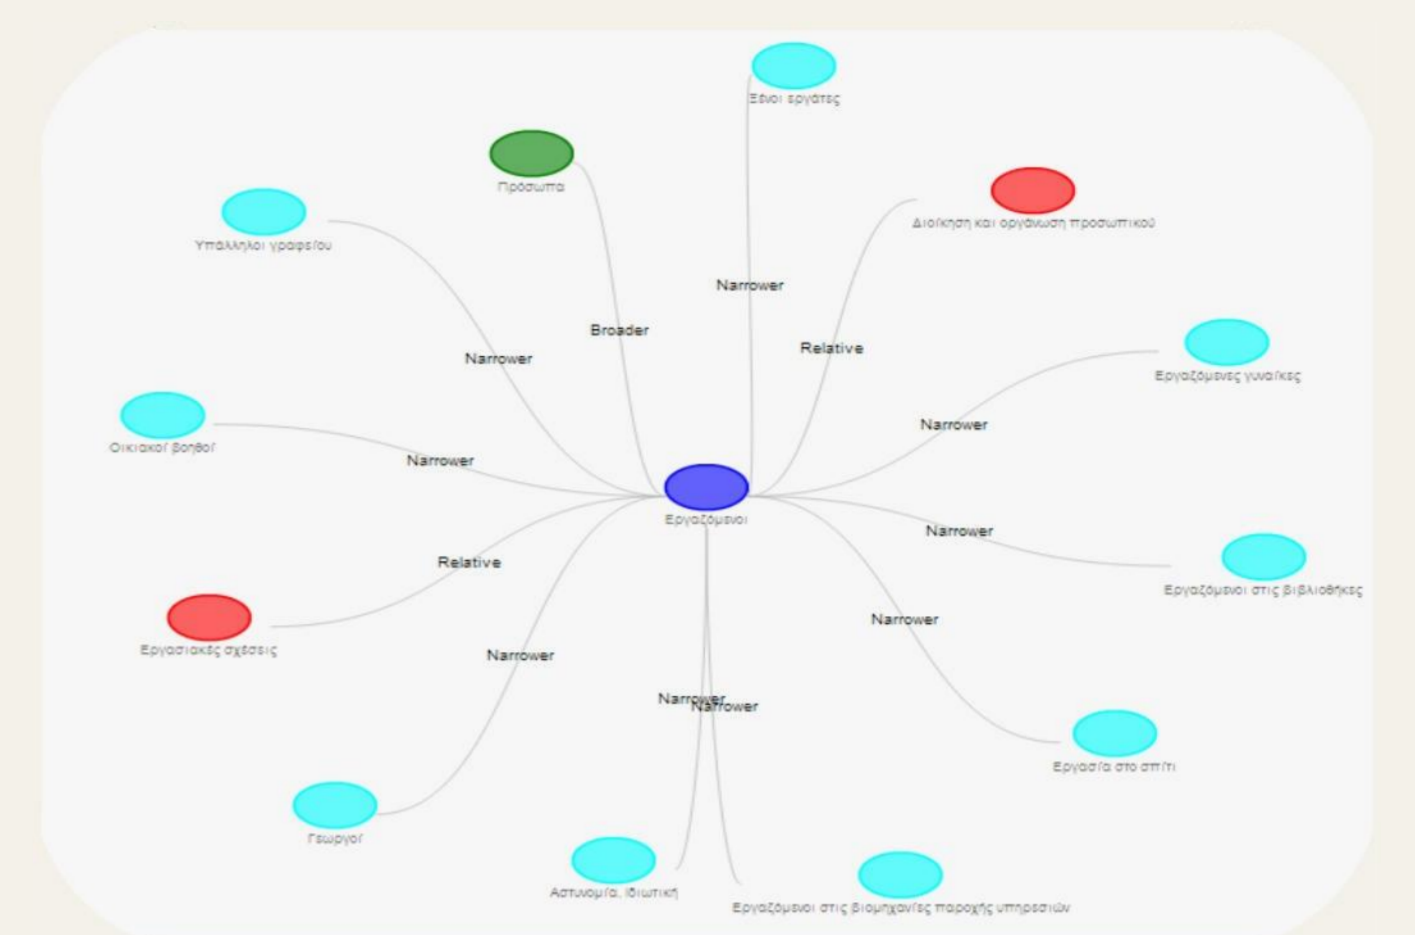 Ξένοι εργάτες
Πρόσωπα
Διοίκηση και οργάνωση προσωπικού
Υπάλληλοι γραφείου
Narrower
Broader
Relative
Narrower
Εργαζόμενες γυναίκες
Narrower
Οικιακοί βοηθοί
Narrower
Εργαζόμενοι
Narrower
Relative
Εργαζόμενοι στις βιβλιοθήκες
Narrower
Εργασιακές σχέσεις
Narrower
Narrower
Narrower
Εργασία στο σπίτι
Γεωργοί
Αστυνομία, Ιδιωτική
Εργαζόμενοι στις βιομηχανίες παροχής υπηρεσιών